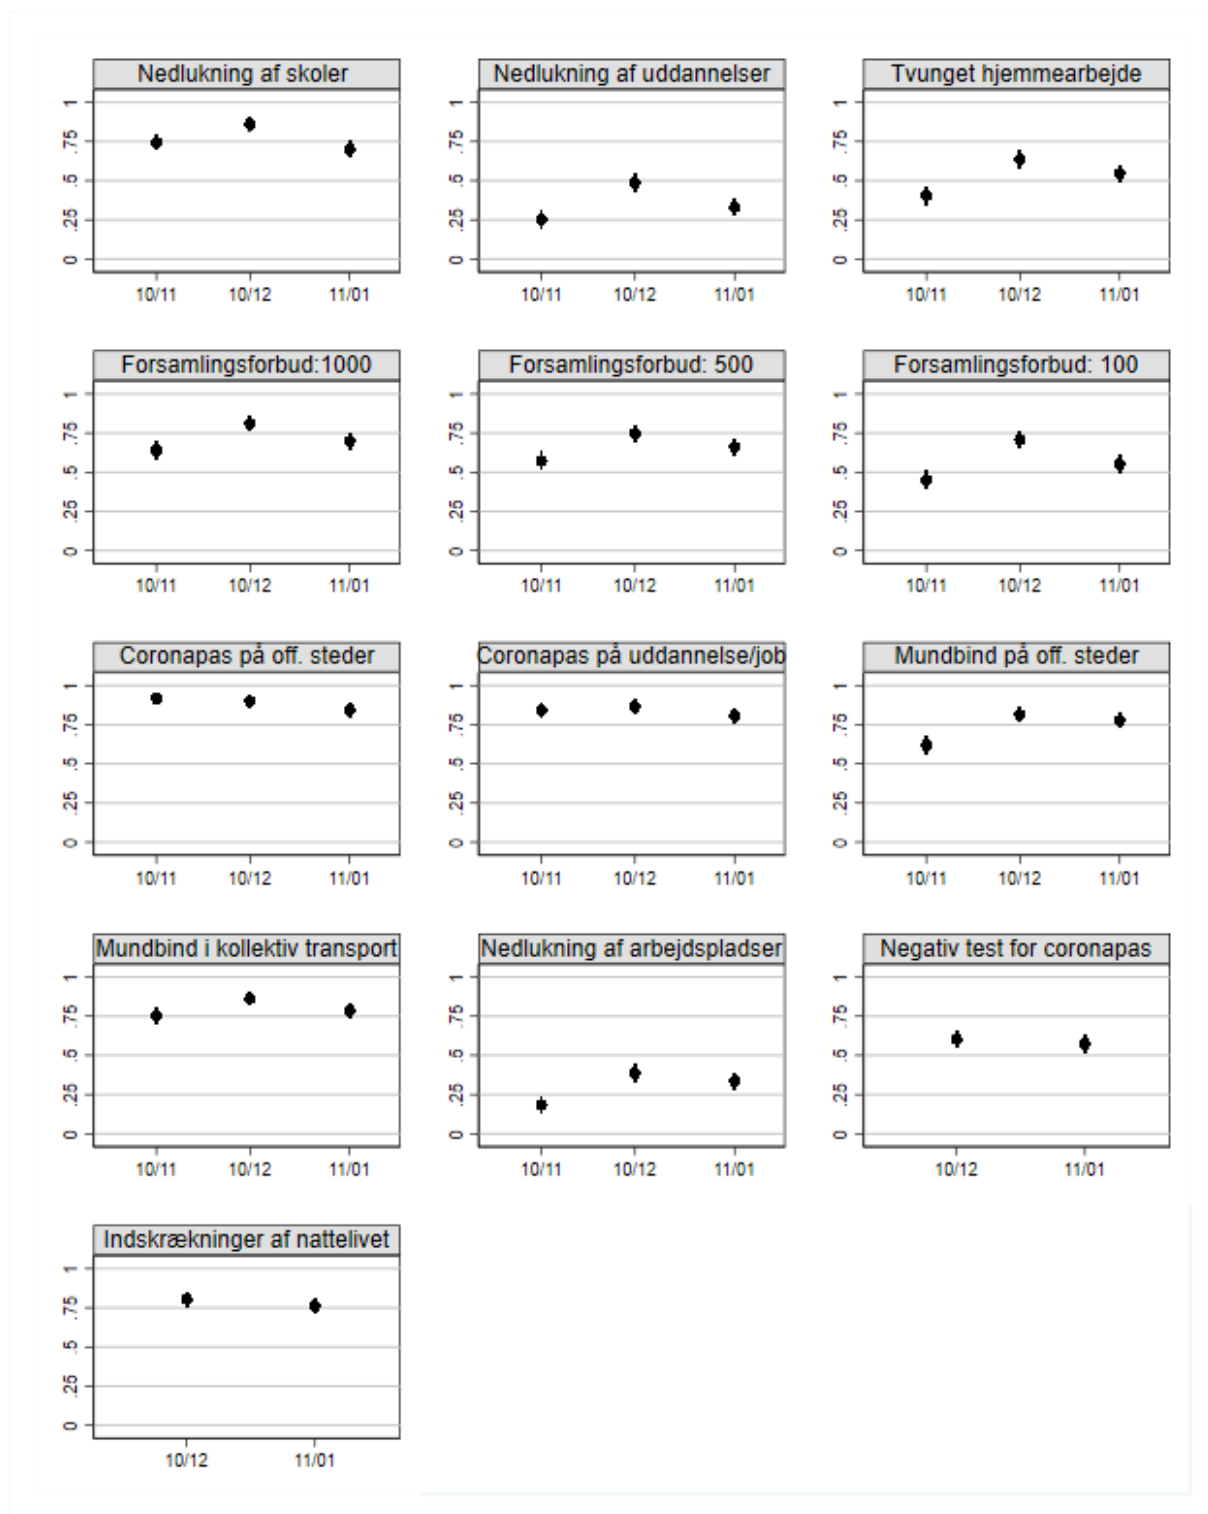 Nedlukning af skoler
1
.75
.5
.25
0
10/11 10/12 11/01
Nedlukning af uddannelser
1
.75
.5
.25
0
10/11 10/12 11/01
Tvunget hjemmearbejde
1
.75
.5
.25
0
10/11 10/12 11/01
Forsamlingsforbud:1000
1
.75
.5
.25
0
10/11 10/12 11/01
Forsamlingsforbud: 500
1
.75
.5
.25
0
10/11 10/12 11/01
Forsamlingsforbud: 100
1
.75
.5
.25
0
10/11 10/12 11/01
Coronapas på off. steder
1
.75
.5
.25
0
10/11 10/12 11/01
Coronapas på uddannelse/job
1
.75
.5
.25
0
10/11 10/12 11/01
Mundbind på off. steder
1
.75
.5
.25
0
10/11 10/12 11/01
Mundbind i kollektiv transport
1
.75
.5
.25
0
10/11 10/12 11/01
Nedlukning af arbejdspladser
1
.75
.5
.25
0
10/11 10/12 11/01
Negativ test for coronapas
1
.75
.5
.25
0
10/12 11/01
Indskrækninger af nattelivet
1
.75
.5
.25
0
10/12 11/01